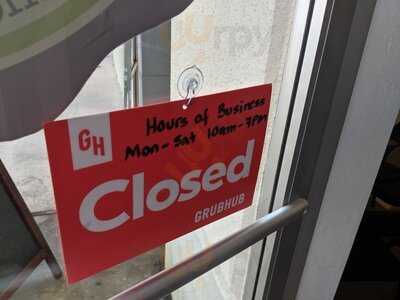 Hours of Business
GH
Mon-Sat 10am-7pm
Closed
GRUBHUB